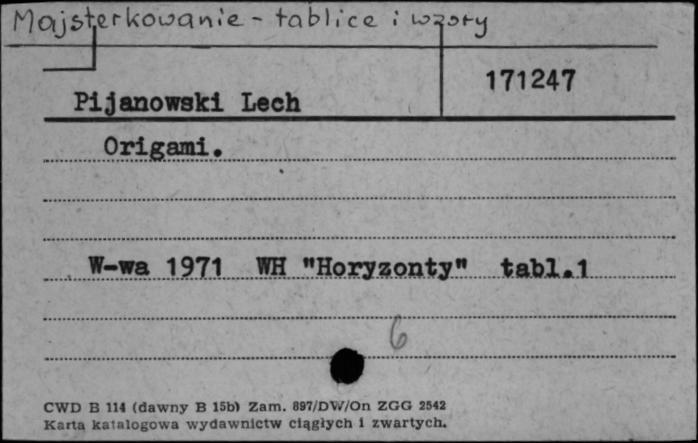 Majsterkowanie - tablice i wzory
171247
Pijanowski Lech
Origami.
W-wa 1971 WH "Horyzonty" tabl.1
6
CWD B 114 (dawny B 15b) Zam. 897/DW/On ZGG 2542
Karta katalogowa wydawnictw ciągłych i zwartych.